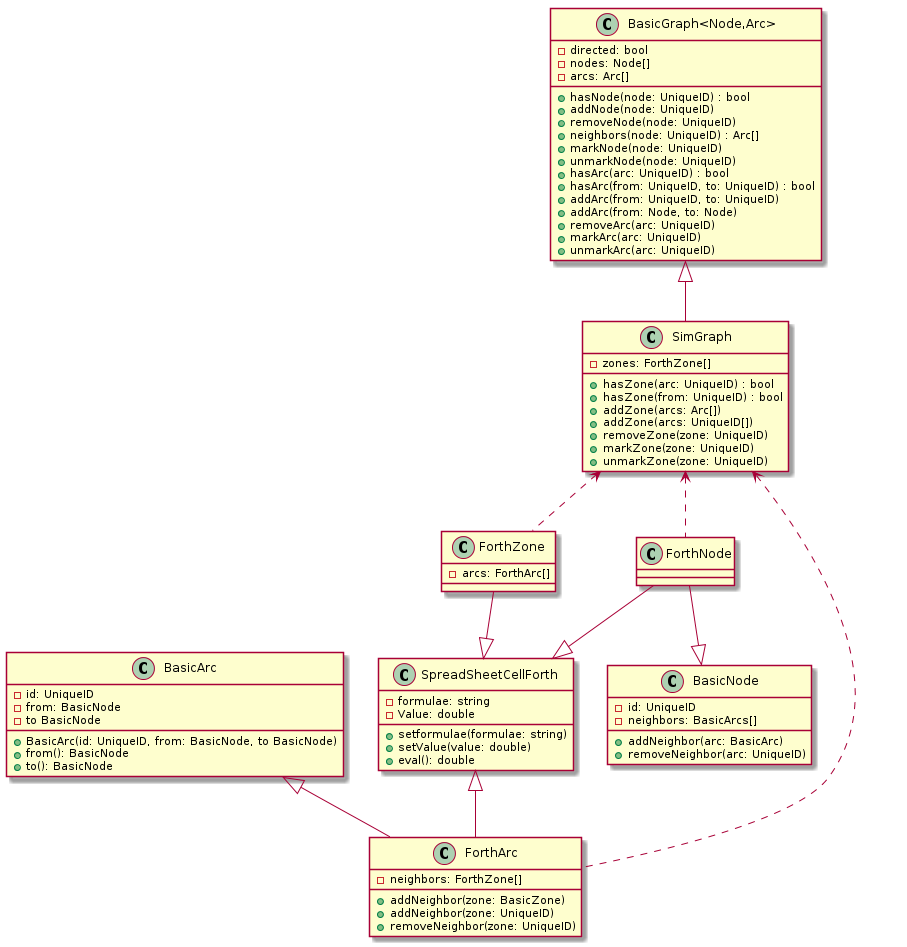 C BasicGraph<Node,Arc>
directed: bool
nodes: Node[]
arcs: Arc[]
hasNode(node: UniqueID) : bool
addNode(node: UniqueID)
removeNode(node: UniqueID)
neighbors(node: UniqueID) : Arc[]
markNode(node: UniqueID)
unmarkNode(node: UniqueID)
hasArc(arc: UniqueID) : bool
hasArc(from: UniqueID, to: UniqueID) : bool
addArc(from: UniqueID, to: UniqueID)
addArc(from: Node, to: Node)
removeArc(arc: UniqueID)
markArc(arc: UniqueID)
unmarkArc(arc: UniqueID)
C SimGraph
zones: ForthZone[]
hasZone(arc: UniqueID) : bool
hasZone(from: UniqueID) : bool
addZone(arcs: Arc[])
addZone(arcs: UniqueID[])
removeZone(zone: UniqueID)
markZone(zone: UniqueID)
unmarkZone(zone: UniqueID)
C ForthZone
arcs: ForthArc[]
C ForthNode
C BasicArc
id: UniqueID
from: BasicNode
to BasicNode
BasicArc(id: UniqueID, from: BasicNode, to BasicNode)
from(): BasicNode
to(): BasicNode
C SpreadSheetCellForth
formulae: string
Value: double
setformulae(formulae: string)
setValue(value: double)
eval(): double
C BasicNode
id: UniqueID
neighbors: BasicArcs[]
addNeighbor(arc: BasicArc)
removeNeighbor(arc: UniqueID)
C ForthArc
neighbors: ForthZone[]
addNeighbor(zone: BasicZone)
addNeighbor(zone: UniqueID)
removeNeighbor(zone: UniqueID)